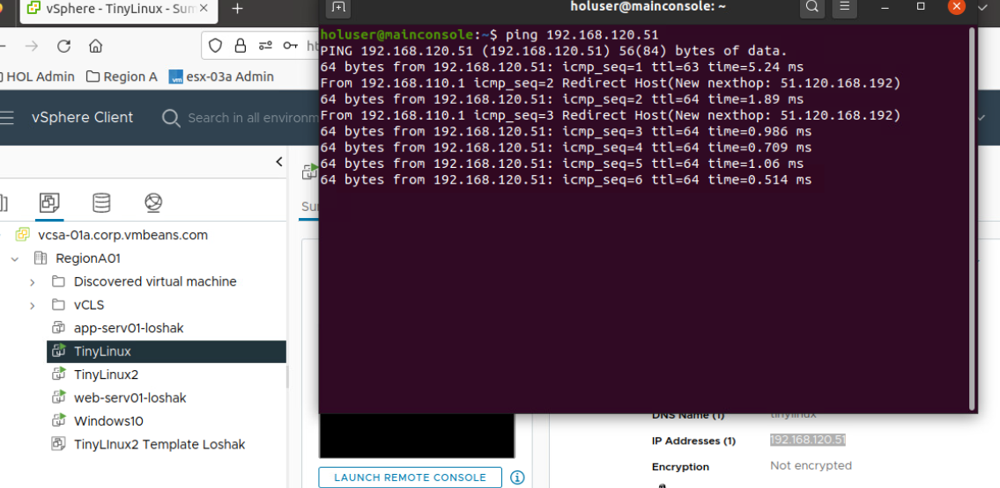 vSphere - TinyLinux - Sum
holuser@mainconsole: ~
HOL Admin
Region A
vm
esx-03a Admin
vSphere Client
Search in all environm
holuser@mainconsole:~$ ping 192.168.120.51
PING 192.168.120.51 (192.168.120.51) 56(84) bytes of data.
64 bytes from 192.168.120.51: icmp_seq=1 ttl=63 time=5.24 ms
From 192.168.110.1 icmp_seq=2 Redirect Host(New nexthop: 51.120.168.192)
64 bytes from 192.168.120.51: icmp_seq=2 ttl=64 time=1.89 ms
From 192.168.110.1 icmp_seq=3 Redirect Host(New nexthop: 51.120.168.192)
64 bytes from 192.168.120.51: icmp_seq=3 ttl=64 time=0.986 ms
64 bytes from 192.168.120.51: icmp_seq=4 ttl=64 time=0.709 ms
64 bytes from 192.168.120.51: icmp_seq=5 ttl=64 time=1.06 ms
64 bytes from 192.168.120.51: icmp_seq=6 ttl=64 time=0.514 ms
vcsa-01a.corp.vmbeans.com
RegionA01
Discovered virtual machine
vCLS
app-serv01-loshak
TinyLinux
TinyLinux2
web-serv01-loshak
Windows10
TinyLInux2 Template Loshak
DNS Name (1) tinylinux
IP Addresses (1) 192.168.120.51
Encryption Not encrypted
LAUNCH REMOTE CONSOLE